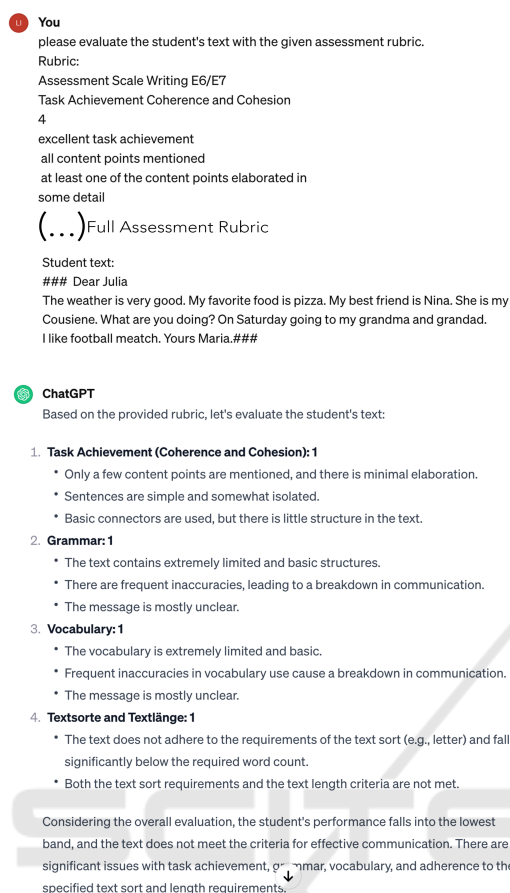 LI
You
please evaluate the student's text with the given assessment rubric.
Rubric:
Assessment Scale Writing E6/E7
Task Achievement Coherence and Cohesion
4
excellent task achievement
all content points mentioned
at least one of the content points elaborated in
some detail
(...)Full Assessment Rubric
Student text:
### Dear Julia
The weather is very good. My favorite food is pizza. My best friend is Nina. She is my
Cousiene. What are you doing? On Saturday going to my grandma and grandad.
I like football meatch. Yours Maria.###
ChatGPT
Based on the provided rubric, let's evaluate the student's text:
1. Task Achievement (Coherence and Cohesion): 1
• Only a few content points are mentioned, and there is minimal elaboration.
• Sentences are simple and somewhat isolated.
• Basic connectors are used, but there is little structure in the text.
2. Grammar: 1
• The text contains extremely limited and basic structures.
• There are frequent inaccuracies, leading to a breakdown in communication.
• The message is mostly unclear.
3. Vocabulary: 1
• The vocabulary is extremely limited and basic.
• Frequent inaccuracies in vocabulary use cause a breakdown in communication.
• The message is mostly unclear.
4. Textsorte und Textlänge: 1
• The text does not adhere to the requirements of the text sort (e.g., letter) and fall
significantly below the required word count.
• Both the text sort requirements and the text length criteria are not met.
Considering the overall evaluation, the student's performance falls into the lowest
band, and the text does not meet the criteria for effective communication. There are
significant issues with task achievement, grammar, vocabulary, and adherence to the
specified text sort and length requirements.
SCITE